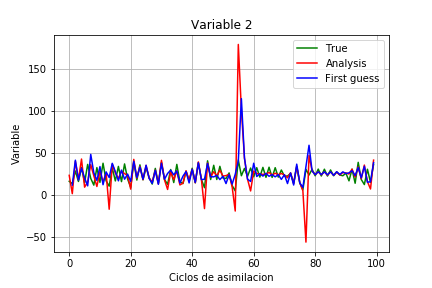 Variable 2
True
Analysis
First guess
150
100
50
0
−50
Variable
0
20
40
60
80
100
Ciclos de asimilacion